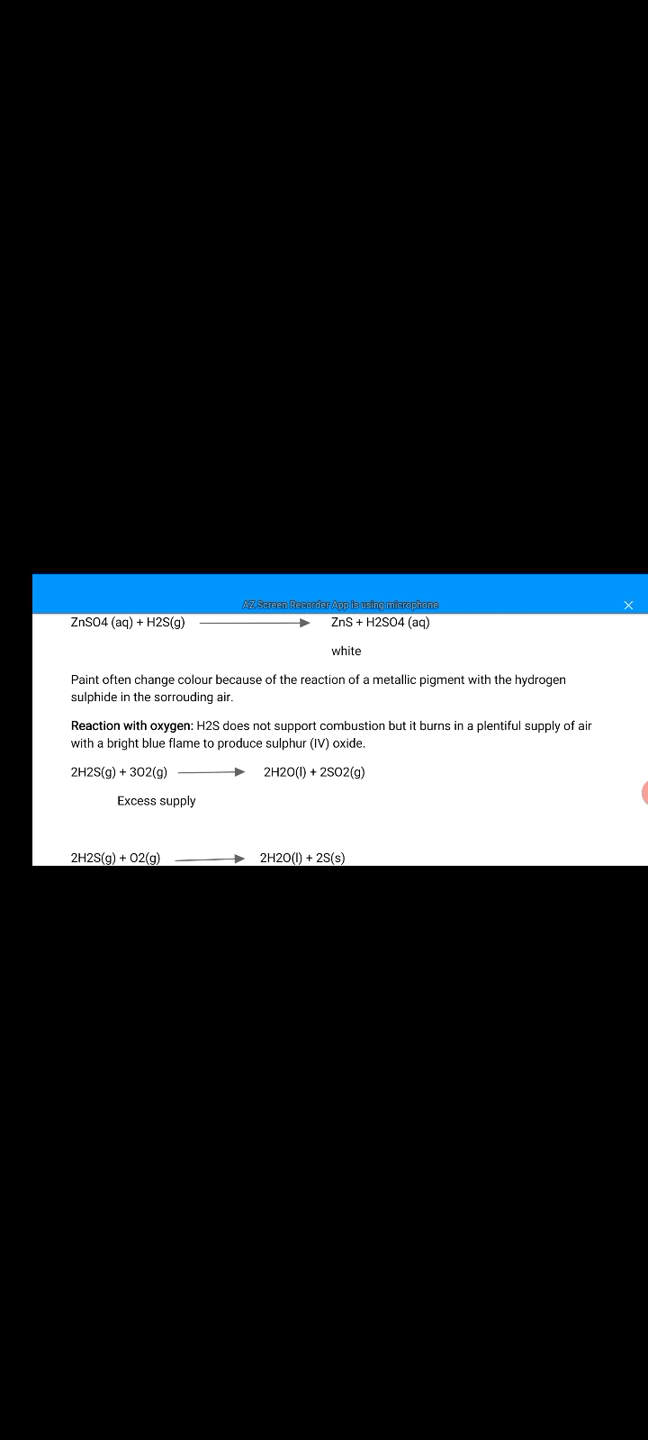 AZ Screen Recorder App is using microphone
ZnSO4 (aq) + H2S(g) ZnS + H2SO4 (aq)
white
Paint often change colour because of the reaction of a metallic pigment with the hydrogen
sulphide in the sorrouding air.
Reaction with oxygen: H2S does not support combustion but it burns in a plentiful supply of air
with a bright blue flame to produce sulphur (IV) oxide.
2H2S(g) + 3O2(g) 2H2O(l) + 2SO2(g)
Excess supply
2H2S(g) + O2(g) 2H2O(l) + 2S(s)